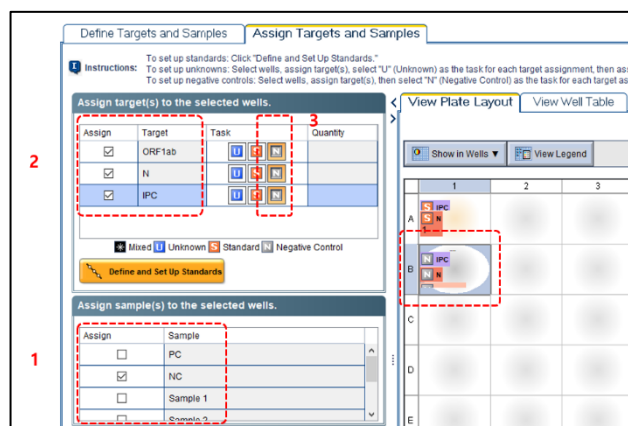 Define Targets and Samples
Assign Targets and Samples
Instructions:
To set up standards: Click "Define and Set Up Standards."
To set up unknowns: Select wells, assign target(s), select "U" (Unknown) as the task for each target assignment, then ass
To set up negative controls: Select wells, assign target(s), then select "N" (Negative Control) as the task for each target as
Assign target(s) to the selected wells.
3
Assign Target Task Quantity
2
ORF1ab U S N
N U S N
IPC U S N
Mixed U Unknown S Standard N Negative Control
Define and Set Up Standards
Assign sample(s) to the selected wells.
Assign Sample
1
PC
NC
Sample 1
Sample 2
View Plate Layout
View Well Table
Show in Wells ▼
View Legend
1 2 3
A
S IPC
S N
B
N IPC
N N
C
D
E